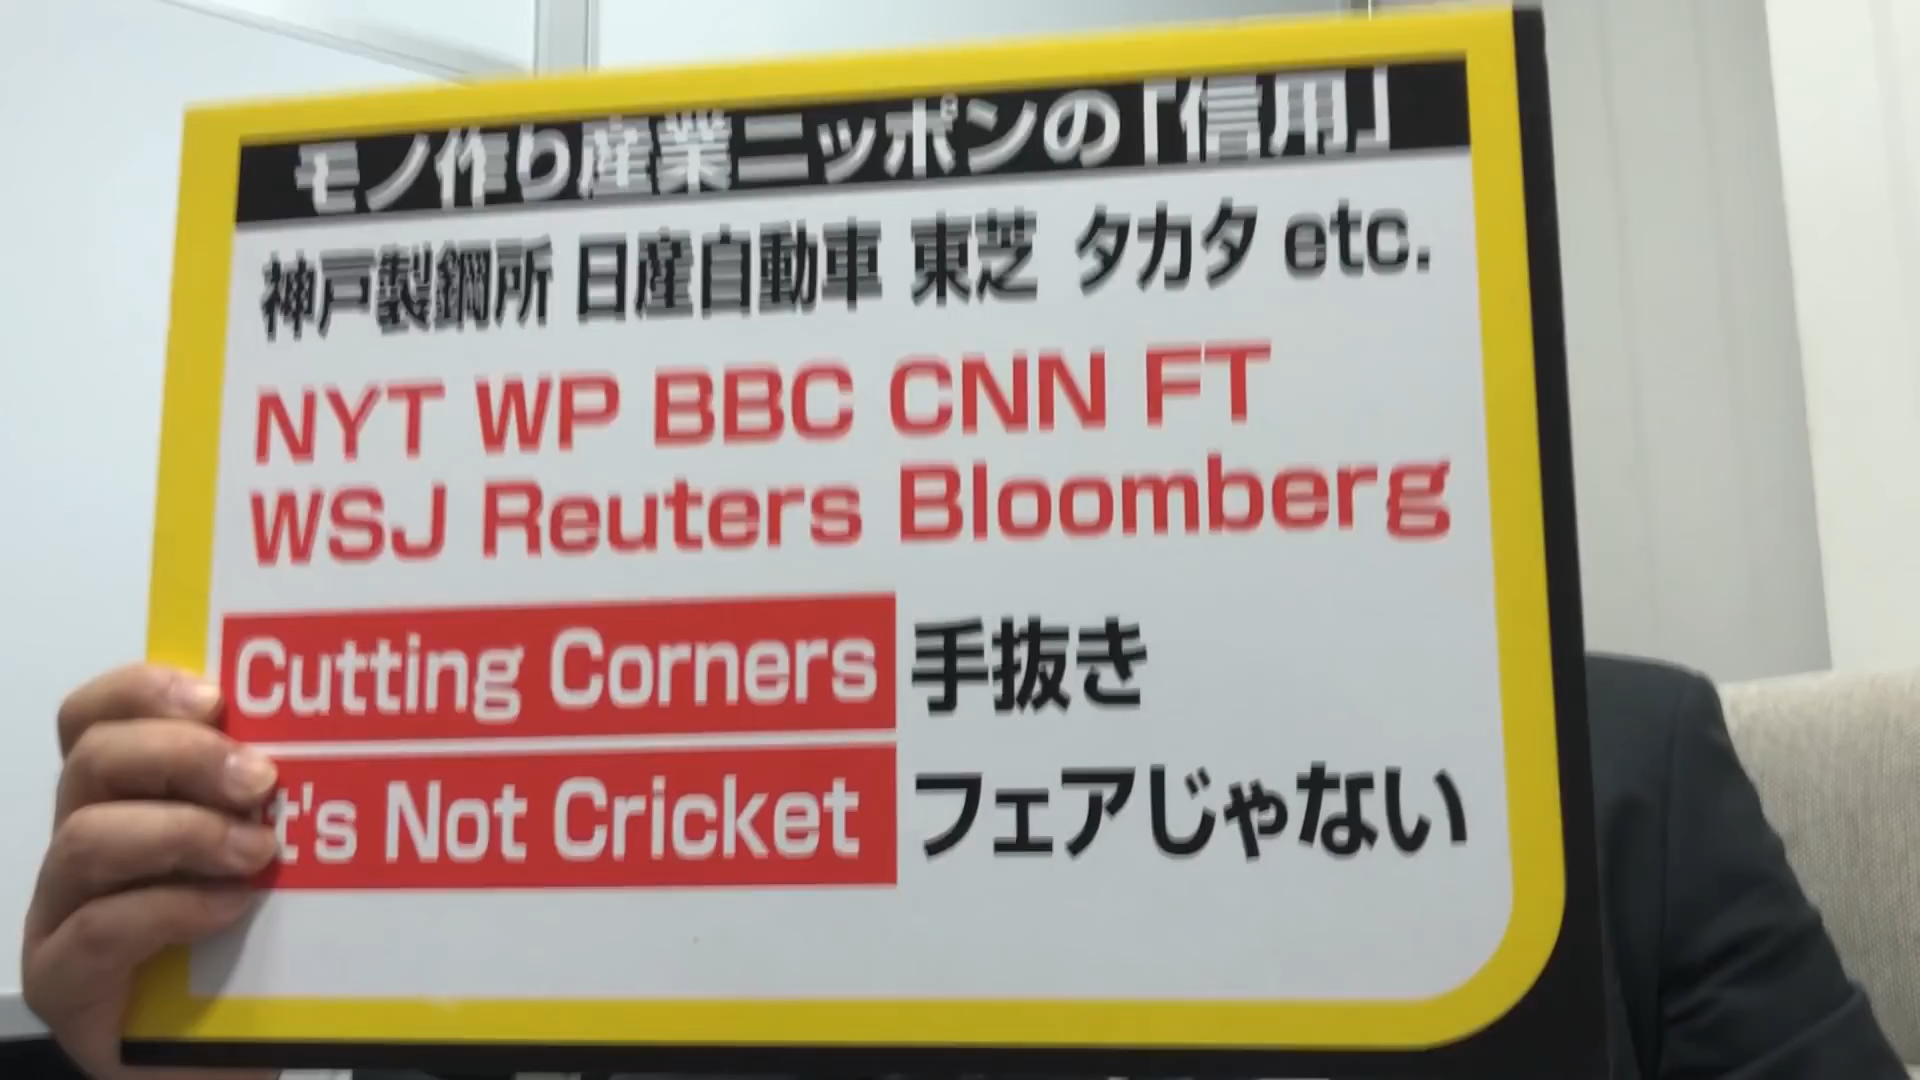 モノ作り産業ニッポンの「信用」
神戸製鋼所 日産自動車 東芝 タカタ etc.
NYT WP BBC CNN FT
WSJ Reuters Bloomberg
Cutting Corners 手抜き
t's Not Cricket フェアじゃない